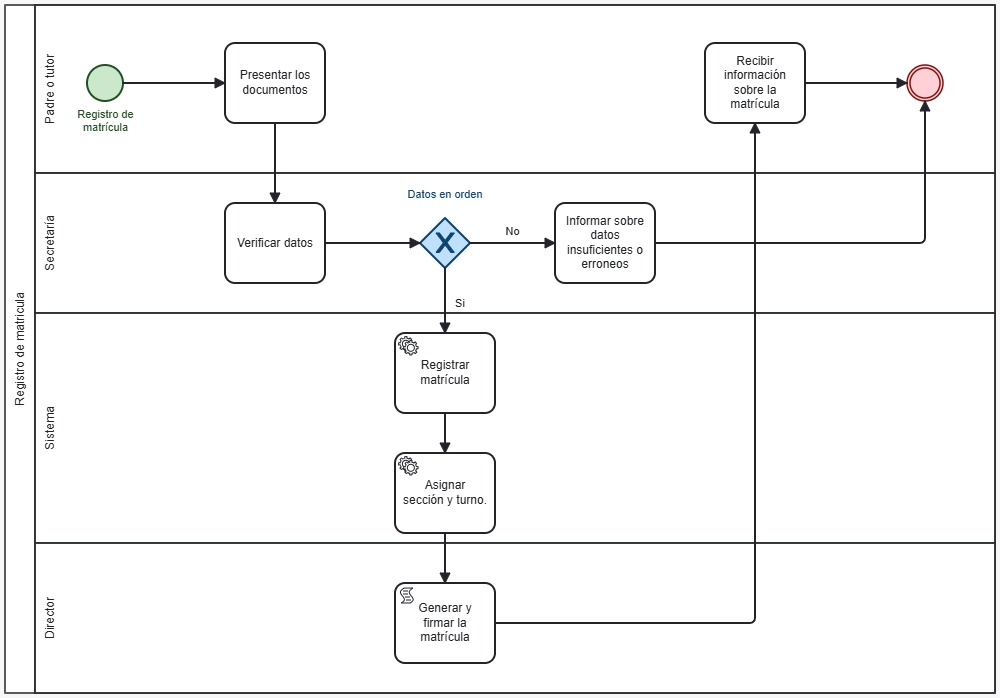 Registro de matricula
Padre o tutor
Registro de
matrícula
Presentar los
documentos
Recibir
información
sobre la
matrícula
Secretaría
Verificar datos
Datos en orden
No
Si
Informar sobre
datos
insuficientes o
erroneos
Sistema
Registrar
matrícula
Asignar
sección y turno.
Director
Generar y
firmar la
matrícula